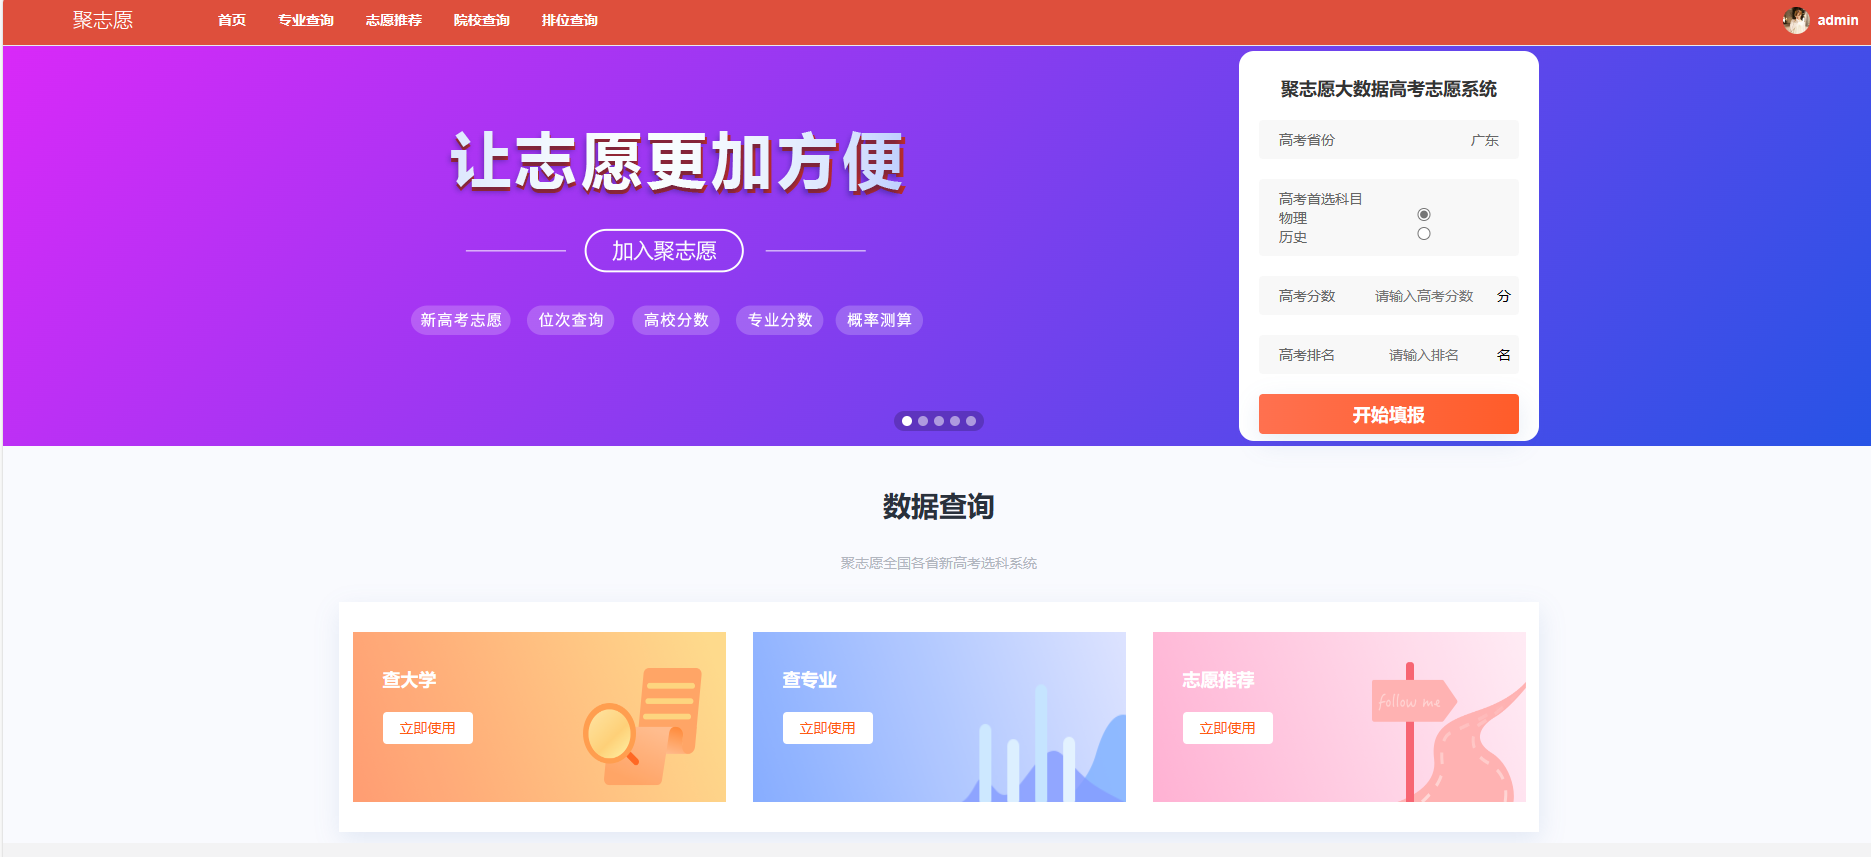 聚志愿
首页 专业查询 志愿推荐 院校查询 排位查询
admin
让志愿更加方便
加入聚志愿
新高考志愿 位次查询 高校分数 专业分数 概率测算
聚志愿大数据高考志愿系统
高考省份 广东
高考首选科目
物理
历史
高考分数 请输入高考分数 分
高考排名 请输入排名 名
开始填报
数据查询
聚志愿全国各省新高考选科系统
查大学
立即使用
查专业
立即使用
志愿推荐
立即使用
follow me